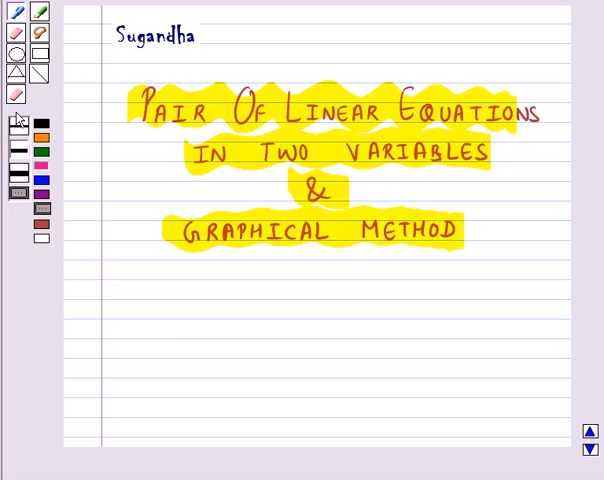 Sugandha
PAIR OF LINEAR EQUATIONS
IN TWO VARIABLES
&
GRAPHICAL METHOD